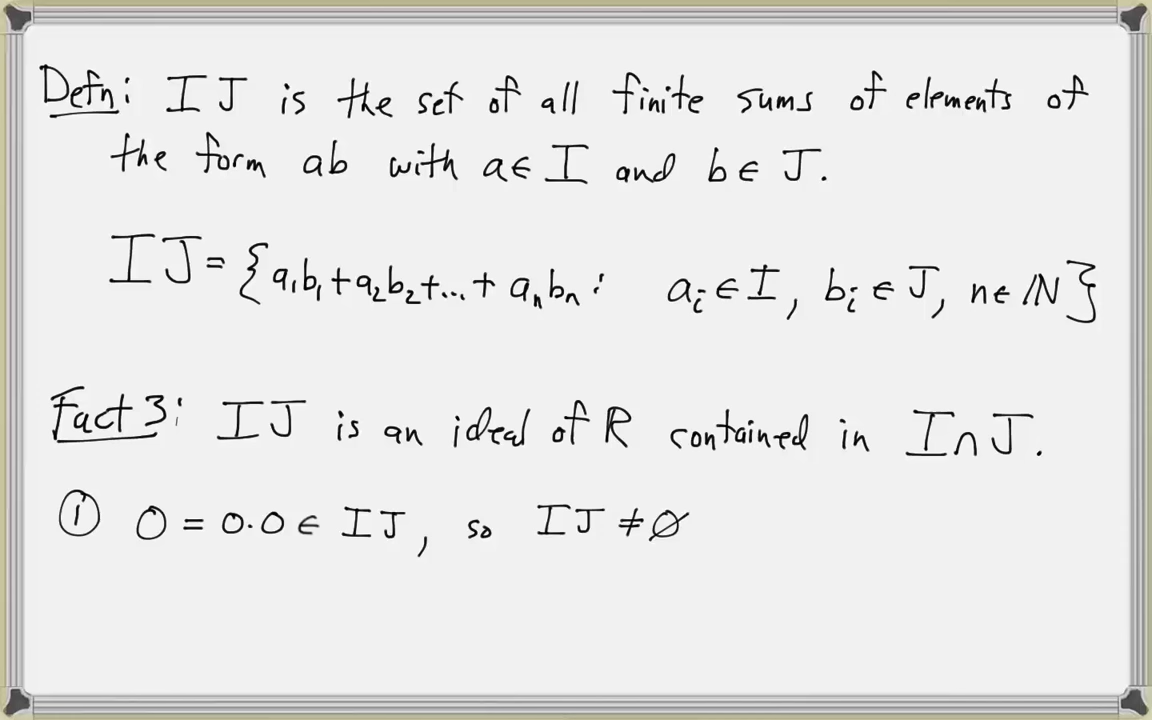 Defn: IJ is the set of all finite sums of elements of
the form ab with a∈I and b∈J.
IJ={a₁b₁+a₂b₂+...+aₙbₙ: aᵢ∈I, bᵢ∈J, n∈ℕ}
Fact 3: IJ is an ideal of R contained in I∩J.
① 0 = 0·0 ∈ IJ, so IJ ≠ ∅